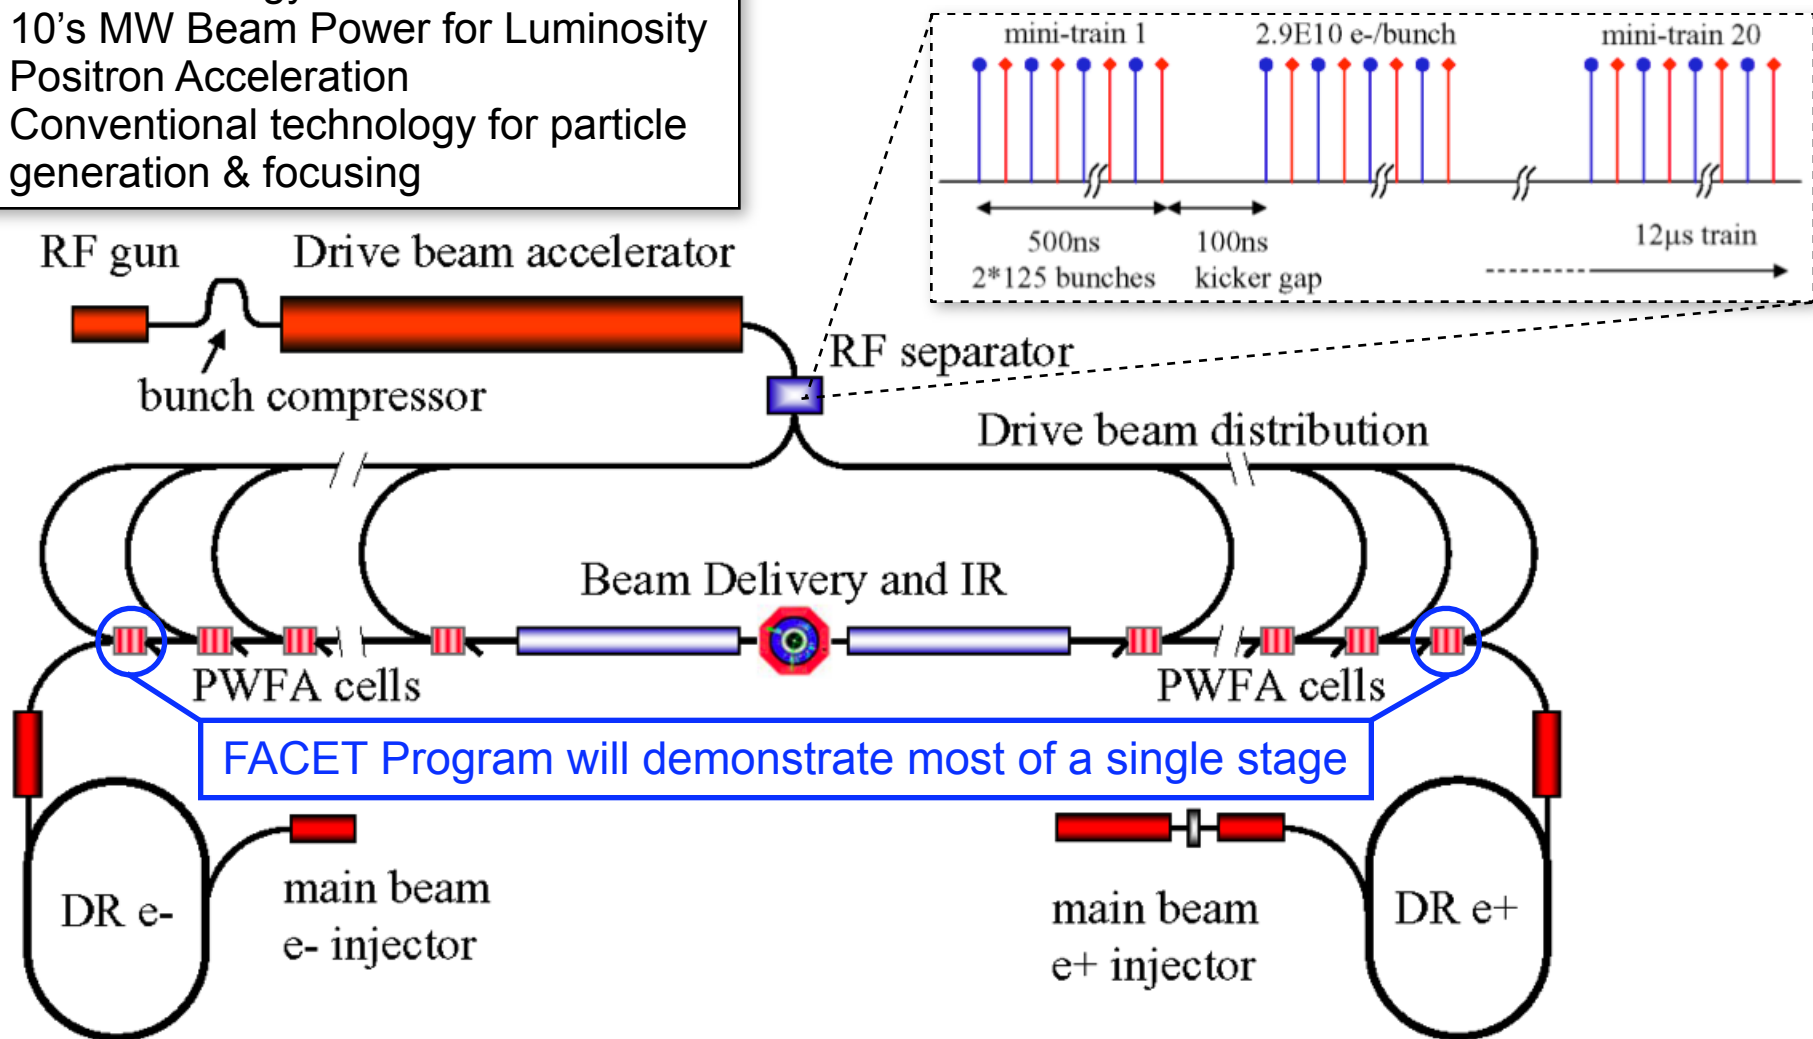 10's MW Beam Power for Luminosity
Positron Acceleration
Conventional technology for particle
generation & focusing
mini-train 1
2.9E10 e-/bunch
mini-train 20
500ns
2*125 bunches
100ns
kicker gap
12μs train
RF gun
Drive beam accelerator
bunch compressor
RF separator
Drive beam distribution
Beam Delivery and IR
PWFA cells
PWFA cells
FACET Program will demonstrate most of a single stage
DR e-
main beam
e- injector
main beam
e+ injector
DR e+